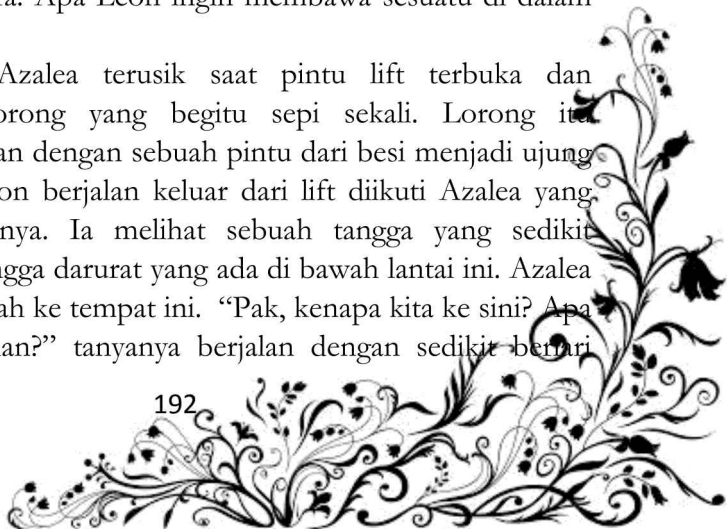 Apa Leon ingin membawa sesuatu di dalam
Azalea terusik saat pintu lift terbuka dan
orong yang begitu sepi sekali. Lorong itu
an dengan sebuah pintu dari besi menjadi ujung
on berjalan keluar dari lift diikuti Azalea yang
nya. Ia melihat sebuah tangga yang sedikit
ngga darurat yang ada di bawah lantai ini. Azalea
ah ke tempat ini. “Pak, kenapa kita ke sini? Apa
an?” tanyanya berjalan dengan sedikit berlari
192